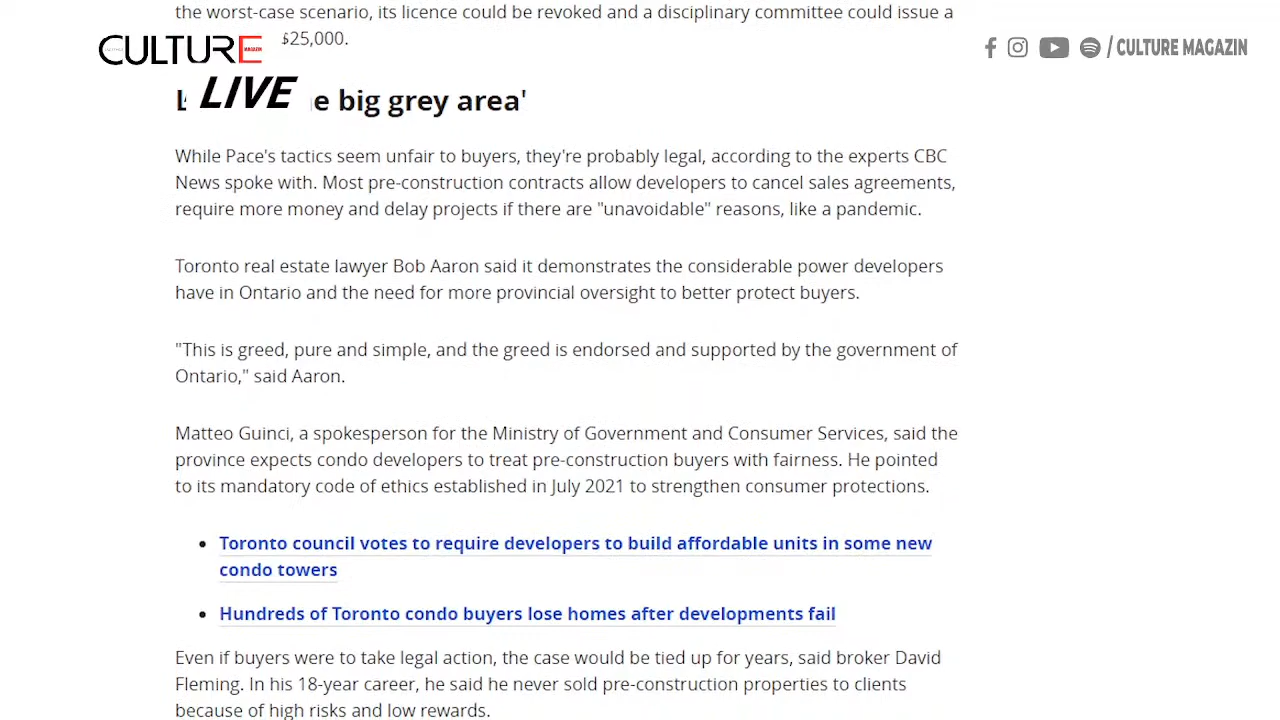 the worst-case scenario, its licence could be revoked and a disciplinary committee could issue a
$25,000.
CULTURE
MAGAZIN
/ CULTURE MAGAZIN
LIVE
e big grey area'
While Pace's tactics seem unfair to buyers, they're probably legal, according to the experts CBC
News spoke with. Most pre-construction contracts allow developers to cancel sales agreements,
require more money and delay projects if there are "unavoidable" reasons, like a pandemic.
Toronto real estate lawyer Bob Aaron said it demonstrates the considerable power developers
have in Ontario and the need for more provincial oversight to better protect buyers.
"This is greed, pure and simple, and the greed is endorsed and supported by the government of
Ontario," said Aaron.
Matteo Guinci, a spokesperson for the Ministry of Government and Consumer Services, said the
province expects condo developers to treat pre-construction buyers with fairness. He pointed
to its mandatory code of ethics established in July 2021 to strengthen consumer protections.
• Toronto council votes to require developers to build affordable units in some new
condo towers
• Hundreds of Toronto condo buyers lose homes after developments fail
Even if buyers were to take legal action, the case would be tied up for years, said broker David
Fleming. In his 18-year career, he said he never sold pre-construction properties to clients
because of high risks and low rewards.